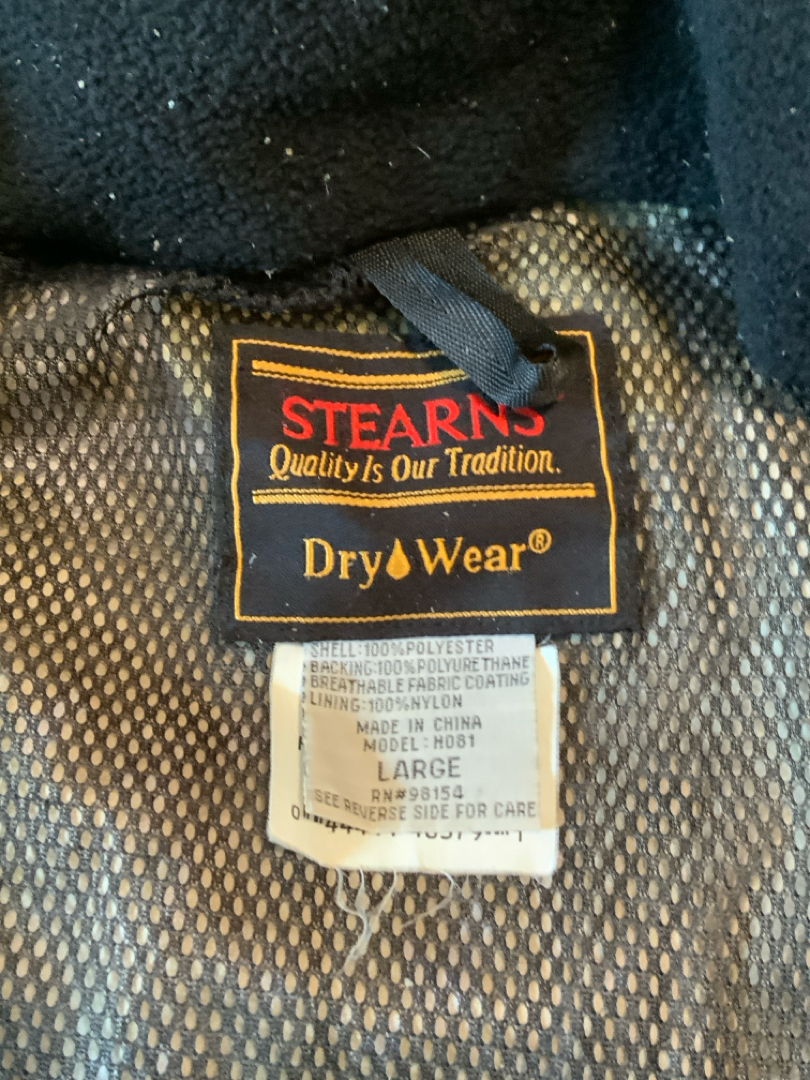 STEARNS
Quality Is Our Tradition.
Dry Wear®
SHELL:100%POLYESTER
BACKING:100%POLYURETHANE
BREATHABLE FABRIC COATING
LINING:100%NYLON
MADE IN CHINA
MODEL:H081
LARGE
RN#98154
SEE REVERSE SIDE FOR CARE